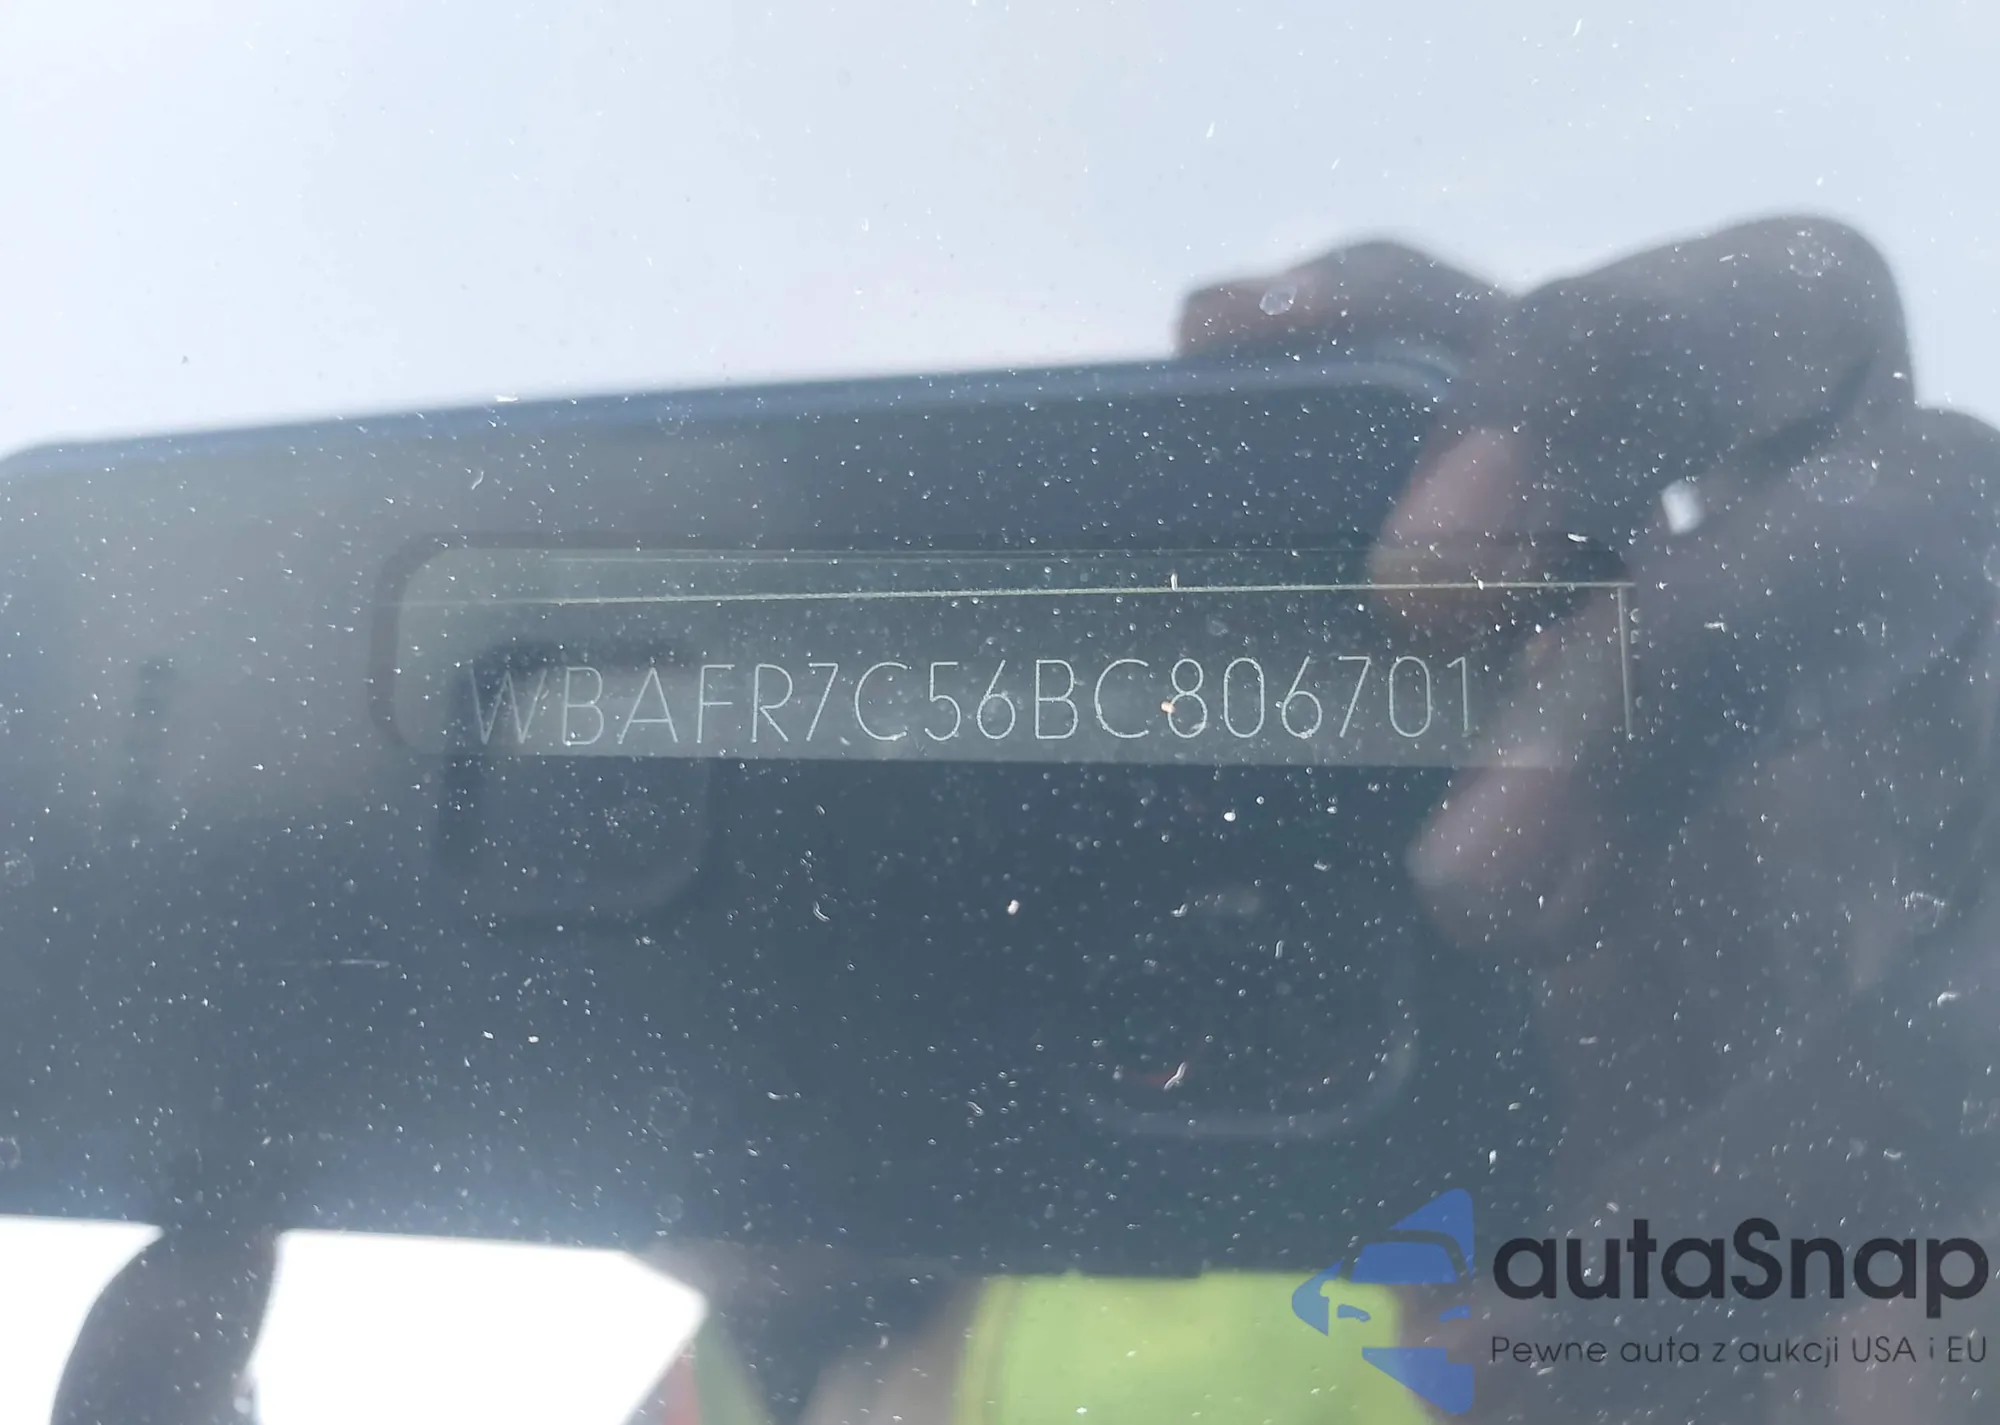 WBAFR7C56BC806701
autaSnap
Pewne auta z aukcji USA i EU